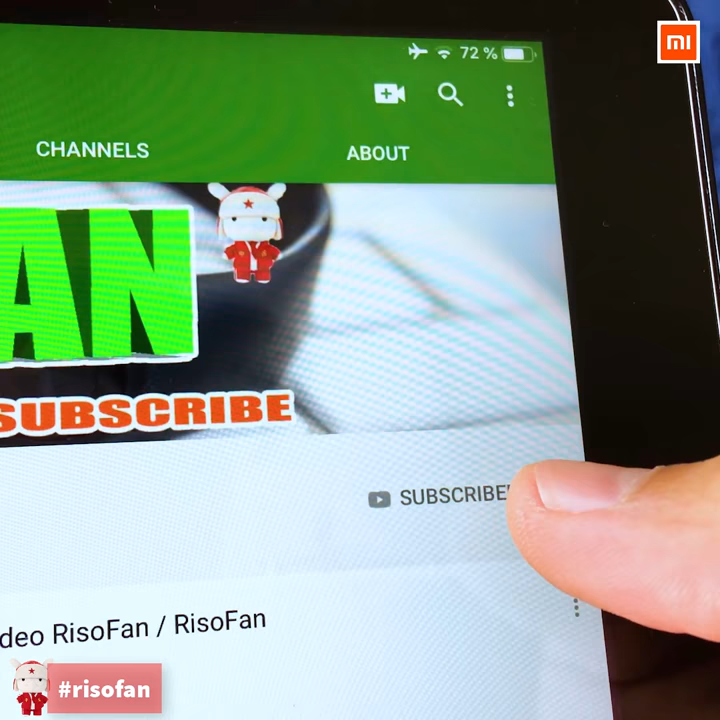 mi
72 %
CHANNELS
ABOUT
AN
SUBSCRIBE
SUBSCRIBE
deo RisoFan / RisoFan
#risofan